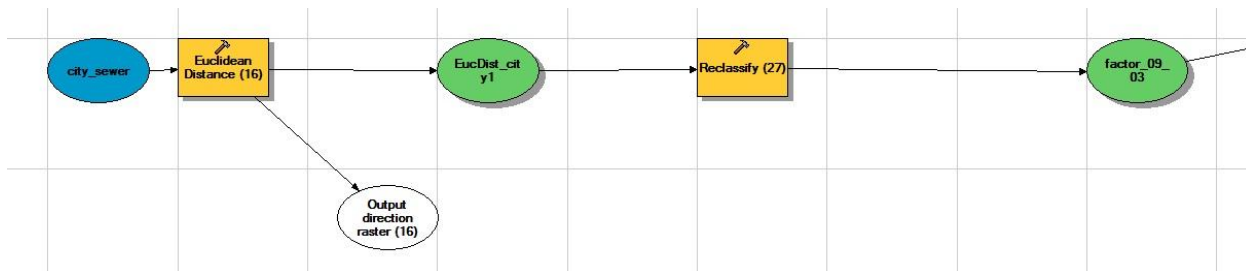 city_sewer
Euclidean
Distance (16)
EucDist_cit
y1
Reclassify (27)
factor_09_
03
Output
direction
raster (16)